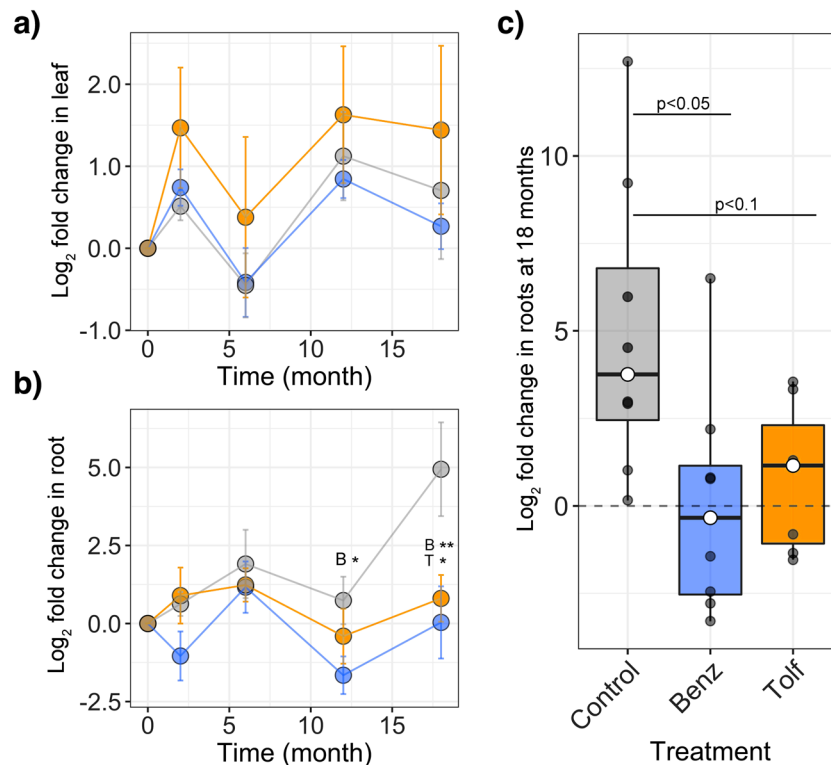 a)
Log2 fold change in leaf
2.0
1.0
0.0
-1.0
0
5
10
15
Time (month)
b)
Log2 fold change in root
5.0
2.5
0.0
-2.5
B *
B **
T *
0
5
10
15
Time (month)
c)
Log2 fold change in roots at 18 months
10
5
0
p<0.05
p<0.1
Control
Benz
Tolf
Treatment